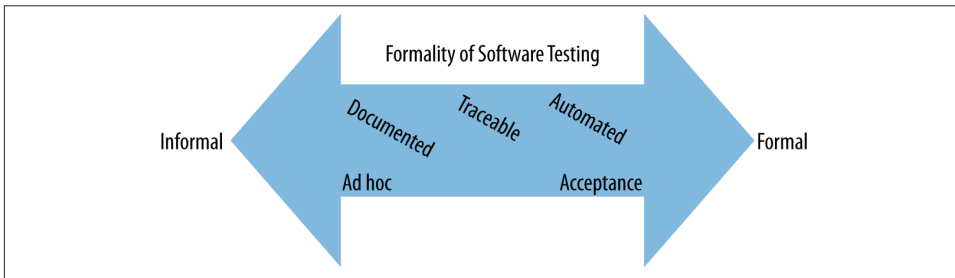 Formality of Software Testing
Documented
Traceable
Automated
Informal
Formal
Ad hoc
Acceptance